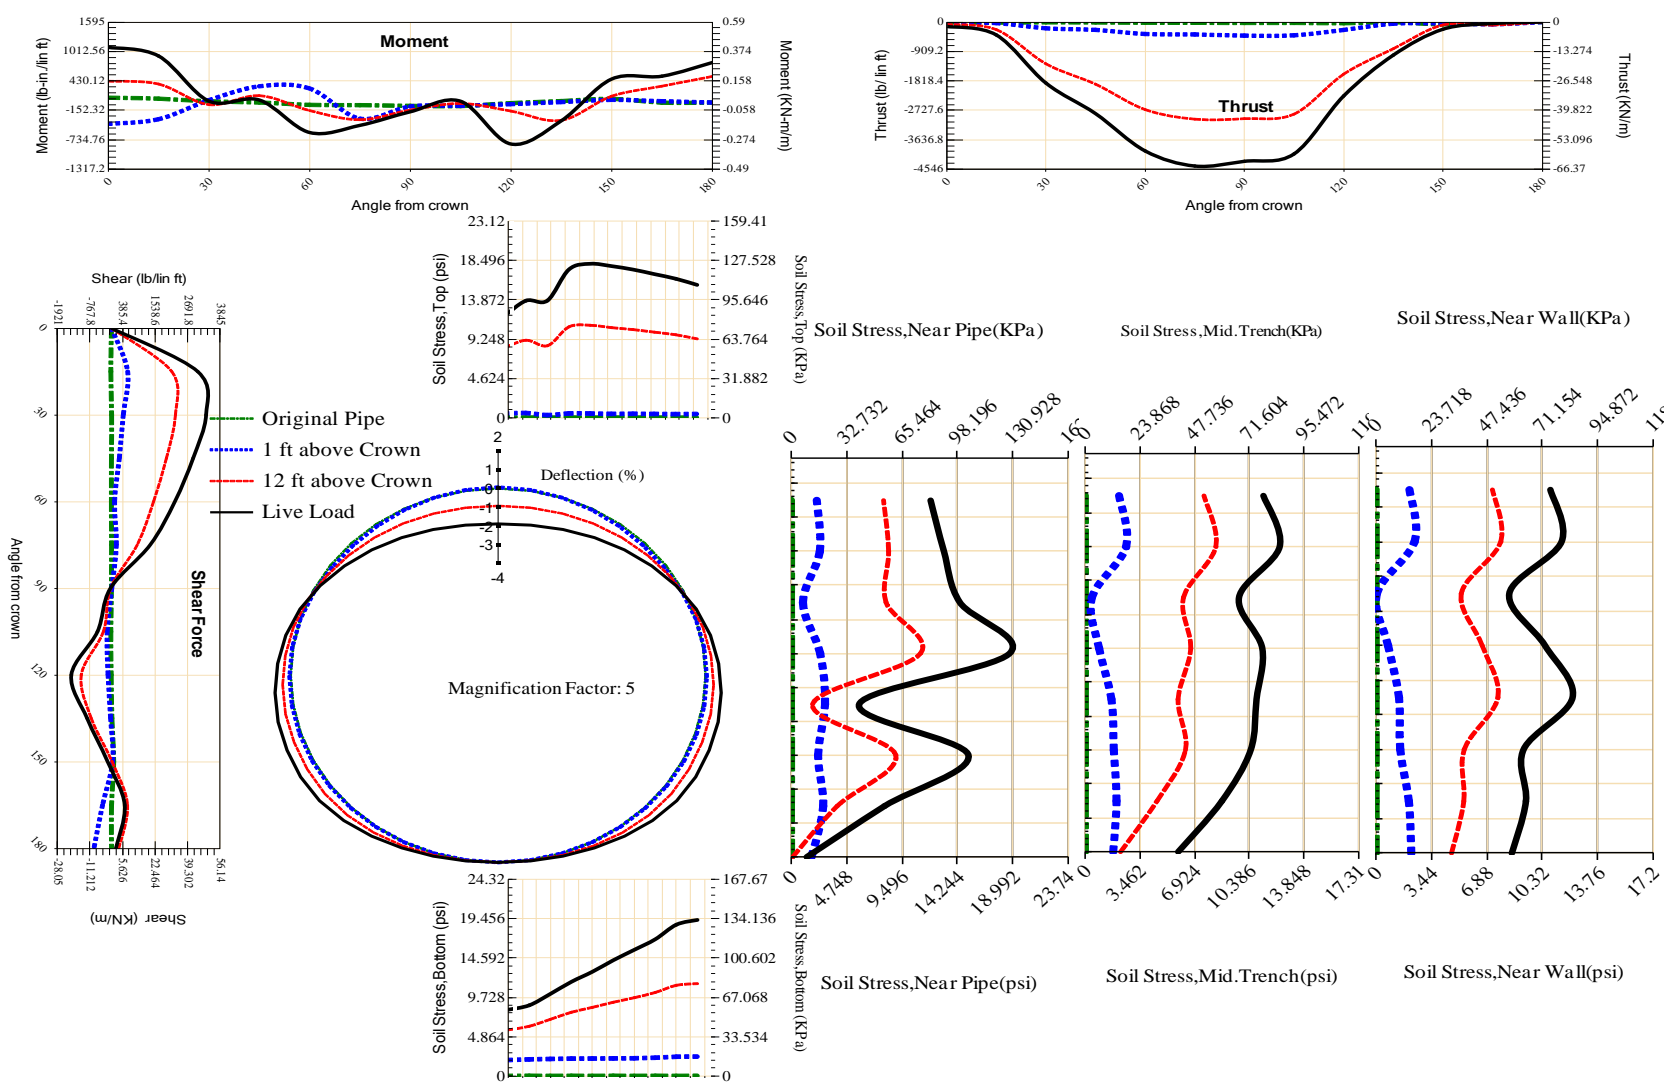 Moment
Moment (lb-in./lin ft)
1595
1012.56
430.12
-152.32
-734.76
-1317.2
0.59
0.374
0.158
-0.058
-0.274
-0.49
Moment (KN-m/m)
0 30 60 90 120 150 180
Angle from crown
Thrust
Thrust (lb/ lin ft)
0
-909.2
-1818.4
-2727.6
-3636.8
-4546
0
-13.274
-26.548
-39.822
-53.096
-66.37
Thrust (KN/m)
0 30 60 90 120 150 180
Angle from crown
Soil Stress,Top (psi)
23.12
18.496
13.872
9.248
4.624
0
159.41
127.528
95.646
63.764
31.882
0
Soil Stress,Top (KPa)
Shear (lb/lin ft)
-1921 -767.8 385.4 1538.6 2691.8 3845
0
30
60
90
120
150
180
Angle from crown
Shear Force
-28.05 -11.212 5.626 22.464 39.302 56.14
Shear (KN/m)
Original Pipe
1 ft above Crown
12 ft above Crown
Live Load
Deflection (%)
2
1
0
-1
-2
-3
-4
Magnification Factor: 5
Soil Stress,Bottom (psi)
24.32
19.456
14.592
9.728
4.864
0
167.67
134.136
100.602
67.068
33.534
0
Soil Stress,Bottom (KPa)
Soil Stress,Near Pipe(KPa)
0 32.732 65.464 98.196 130.928
0 4.748 9.496 14.244 18.992 23.74
Soil Stress,Near Pipe(psi)
Soil Stress,Mid.Trench(KPa)
0 23.868 47.736 71.604 95.472
3.462 6.924 10.386 13.848 17.31
Soil Stress,Mid.Trench(psi)
Soil Stress,Near Wall(KPa)
0 23.718 47.436 71.154 94.872
0 3.44 6.88 10.32 13.76 17.2
Soil Stress,Near Wall(psi)